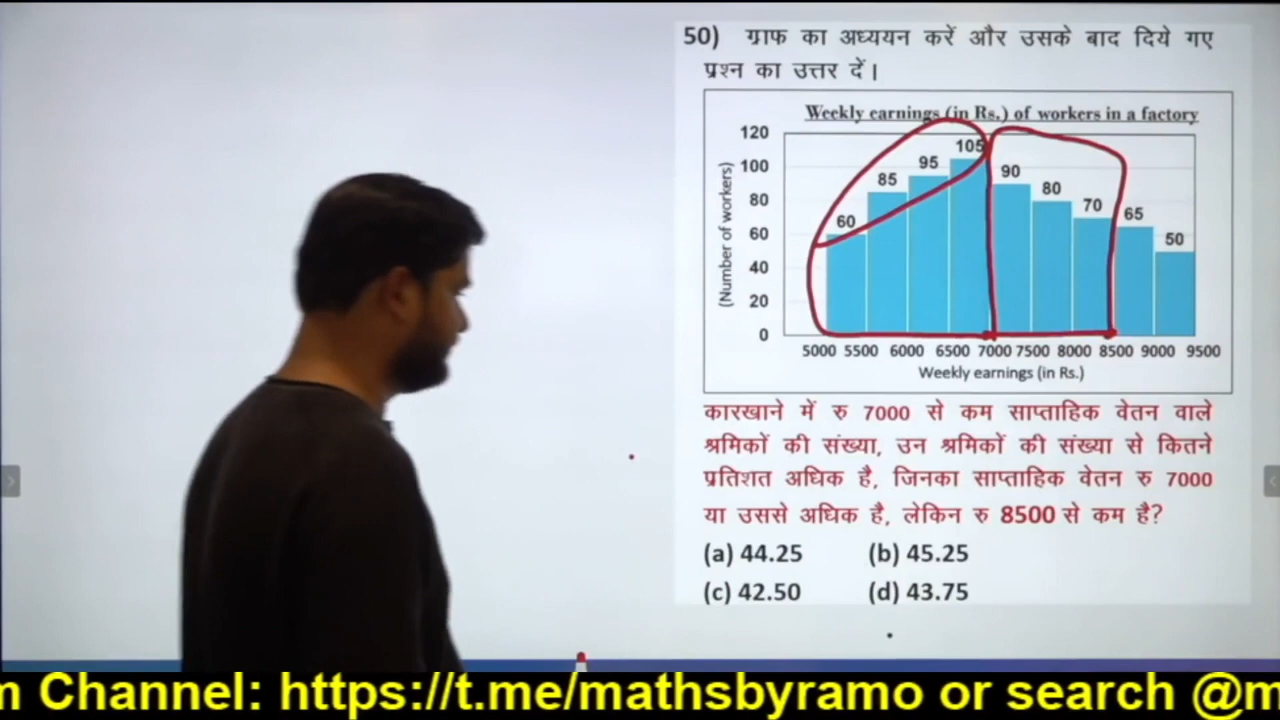 50) ग्राफ का अध्ययन करें और उसके बाद दिये गए
प्रश्न का उत्तर दें।
Weekly earnings (in Rs.) of workers in a factory
(Number of workers)
120
100
80
60
40
20
0
60
85
95
105
90
80
70
65
50
5000 5500 6000 6500 7000 7500 8000 8500 9000 9500
Weekly earnings (in Rs.)
कारखाने में रु 7000 से कम साप्ताहिक वेतन वाले
श्रमिकों की संख्या, उन श्रमिकों की संख्या से कितने
प्रतिशत अधिक है, जिनका साप्ताहिक वेतन रु 7000
या उससे अधिक है, लेकिन रु 8500 से कम है?
(a) 44.25 (b) 45.25
(c) 42.50 (d) 43.75
m Channel: https://t.me/mathsbyramo or search @m